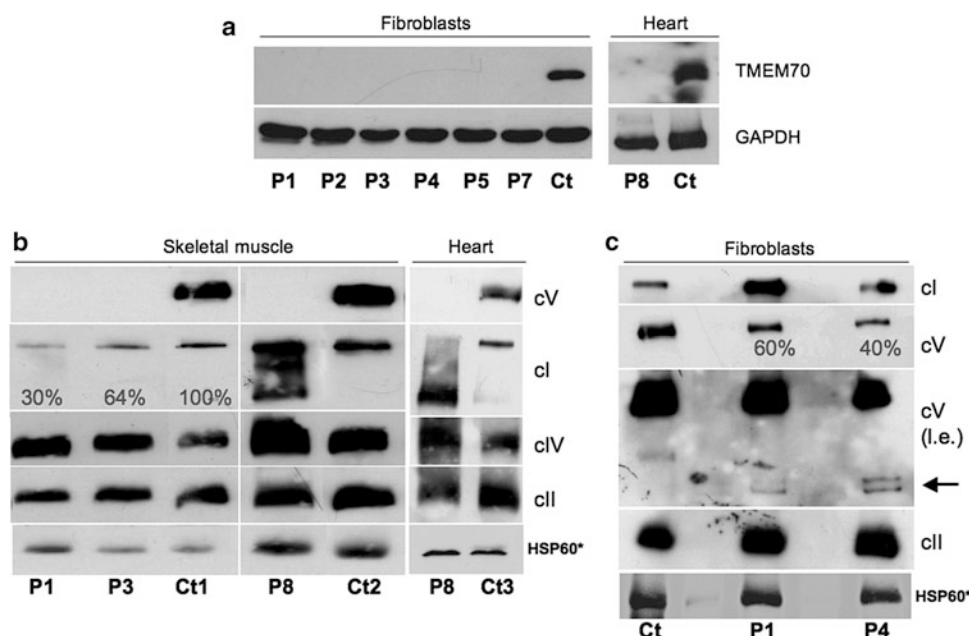 a
Fibroblasts
Heart
TMEM70
GAPDH
P1 P2 P3 P4 P5 P7 Ct
P8 Ct
b
Skeletal muscle
Heart
cV
cI
30% 64% 100%
cIV
cII
HSP60*
P1 P3 Ct1 P8 Ct2 P8 Ct3
c
Fibroblasts
cI
cV
60% 40%
cV
(l.e.)
cII
HSP60*
Ct P1 P4